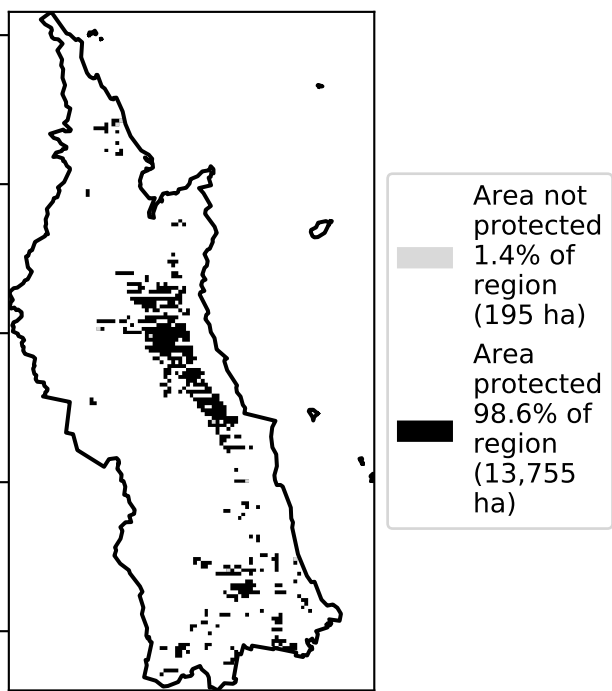 Area not
protected
1.4% of
region
(195 ha)
Area
protected
98.6% of
region
(13,755
ha)